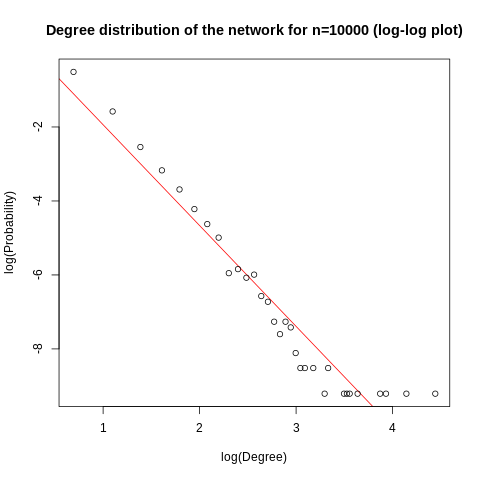 Degree distribution of the network for n=10000 (log-log plot)
-2
-4
-6
-8
log(Probability)
1 2 3 4
log(Degree)